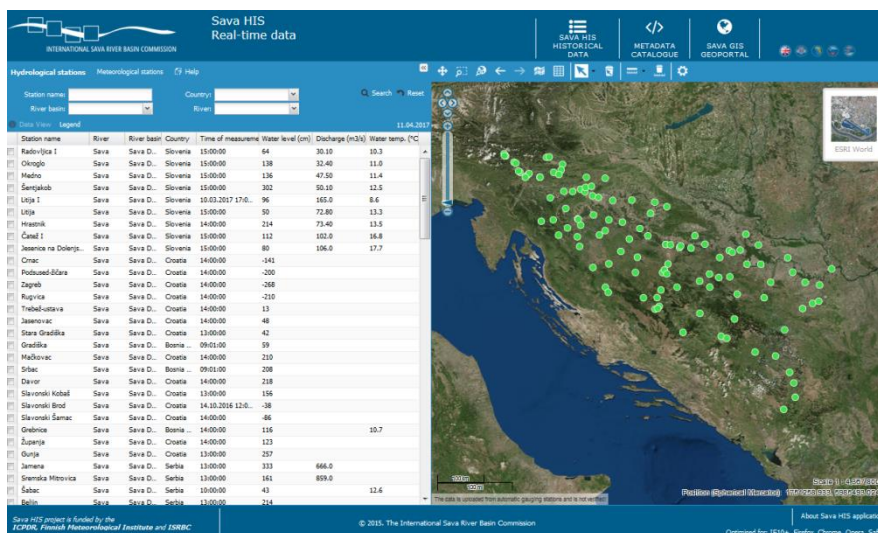 Sava HIS
Real-time data
INTERNATIONAL SAVA RIVER BASIN COMMISSION
SAVA HIS HISTORICAL DATA
METADATA CATALOGUE
SAVA GIS GEOPORTAL
Hydrological stations Meteorological stations Help
Station name: Country: Search Reset
River basin: River:
Data View Legend 11.04.2017
Station name River River basin Country Time of measureme Water level (cm) Discharge (m3/s) Water temp. (°C
Radovljica I Sava Sava D... Slovenia 15:00:00 64 30.10 10.3
Okroglo Sava Sava D... Slovenia 15:00:00 138 32.40 11.0
Medno Sava Sava D... Slovenia 15:00:00 136 47.50 11.4
Šentjakob Sava Sava D... Slovenia 15:00:00 302 50.10 12.5
Litija I Sava Sava D... Slovenia 10.03.2017 17:0... 96 165.0 8.6
Litija Sava Sava D... Slovenia 15:00:00 50 72.80 13.3
Hrastnik Sava Sava D... Slovenia 14:00:00 214 73.40 13.5
Čatež I Sava Sava D... Slovenia 15:00:00 112 102.0 16.8
Jesenice na Dolenjs... Sava Sava D... Slovenia 15:00:00 80 106.0 17.7
Crnac Sava Sava D... Croatia 14:00:00 -141
Podsused-žičara Sava Sava D... Croatia 14:00:00 -200
Zagreb Sava Sava D... Croatia 14:00:00 -268
Rugvica Sava Sava D... Croatia 14:00:00 -210
Trebež-ustava Sava Sava D... Croatia 14:00:00 13
Jasenovac Sava Sava D... Croatia 14:00:00 48
Stara Gradiška Sava Sava D... Croatia 13:00:00 42
Gradiška Sava Sava D... Bosnia ... 09:01:00 59
Mačkovac Sava Sava D... Croatia 14:00:00 210
Srbac Sava Sava D... Bosnia ... 09:01:00 208
Davor Sava Sava D... Croatia 14:00:00 218
Slavonski Kobaš Sava Sava D... Croatia 13:00:00 156
Slavonski Brod Sava Sava D... Croatia 14.10.2016 12:0... -38
Slavonski Šamac Sava Sava D... Croatia 14:00:00 -86
Grebnice Sava Sava D... Bosnia ... 14:00:00 116 10.7
Županja Sava Sava D... Croatia 14:00:00 123
Gunja Sava Sava D... Croatia 13:00:00 257
Jamena Sava Sava D... Serbia 13:00:00 333 666.0
Sremska Mitrovica Sava Sava D... Serbia 13:00:00 161 859.0
Šabac Sava Sava D... Serbia 10:00:00 43 12.6
Beljin Sava Sava D... Serbia 13:00:00 214
ESRI World
100 km
100 mi
The data is uploaded from automatic gauging stations and is not verified
Position (Spherical Mercator):
Sava HIS project is funded by the
ICPDR, Finnish Meteorological Institute and ISRBC
© 2015. The International Sava River Basin Commission
About Sava HIS applicatio
Optimised for: IE10+, Firefox, Chrome, Opera, Saf